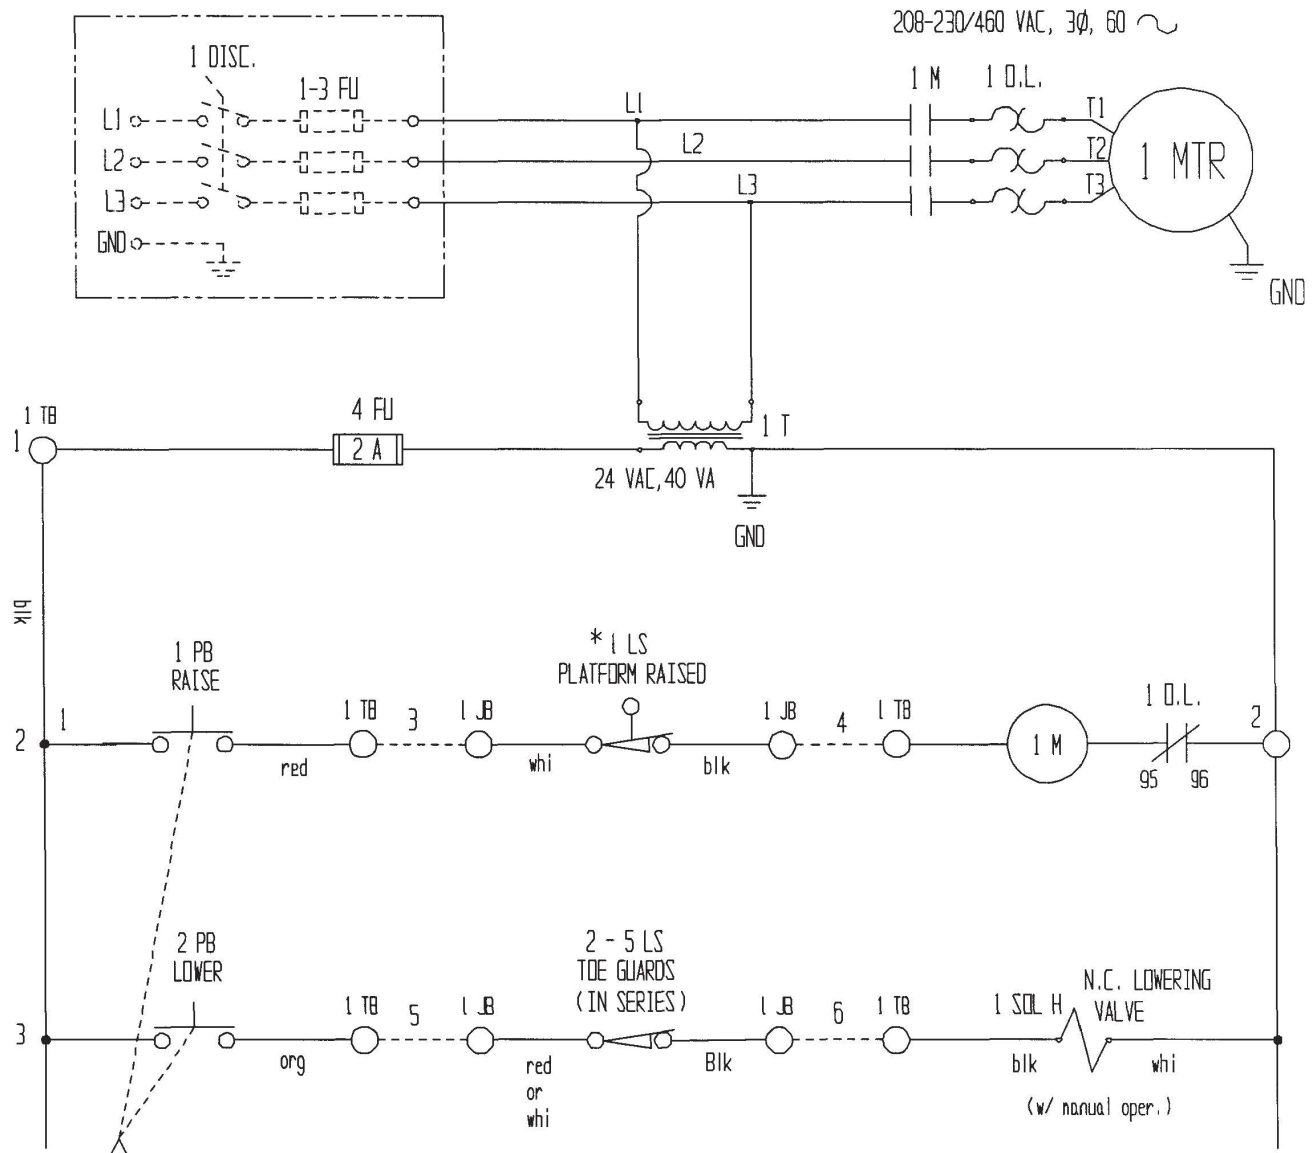 208-230/460 VAC, 3Ø, 60
1 DISC.
1-3 FU
L1
L2
L3
GND
L1
L2
L3
1 M
1 O.L.
T1
T2
T3
1 MTR
GND
1 TB
1
4 FU
2 A
1 T
24 VAC, 40 VA
GND
blk
1 PB
RAISE
* 1 LS
PLATFORM RAISED
1 O.L.
2
1
1 TB
3
1 JB
1 JB
4
1 TB
1 M
2
red
whi
blk
95
96
2 PB
LOWER
2 - 5 LS
TOE GUARDS
(IN SERIES)
N.C. LOWERING
VALVE
3
1 TB
5
1 JB
1 JB
6
1 TB
1 SOL H
org
red
or
whi
Blk
blk
whi
(w/ manual oper.)